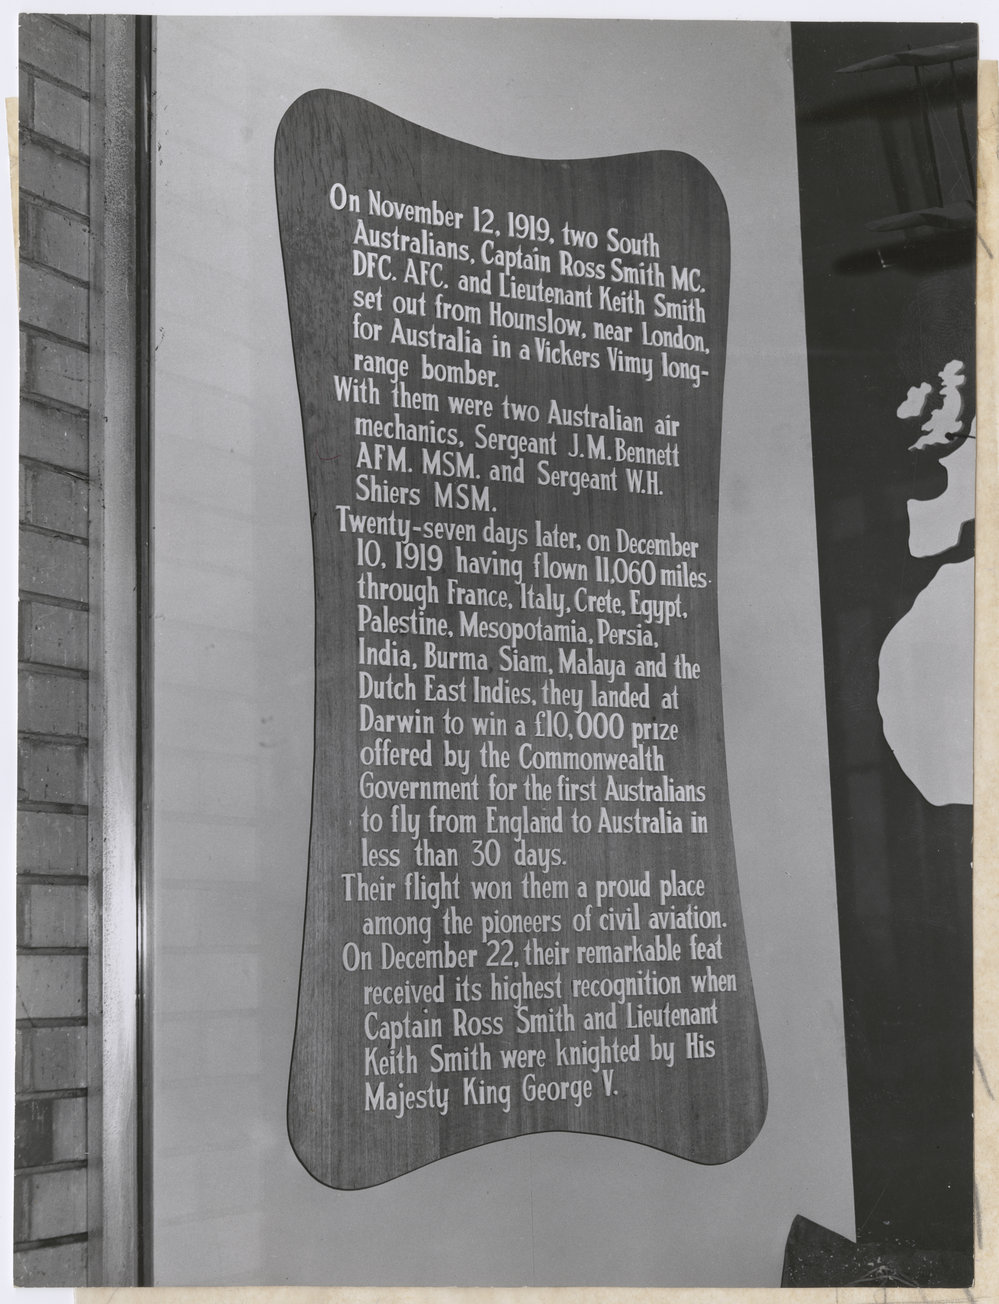 On November 12, 1919, two South
Australians, Captain Ross Smith MC.
DFC. AFC. and Lieutenant Keith Smith
set out from Hounslow, near London,
for Australia in a Vickers Vimy long-
range bomber.
With them were two Australian air
mechanics, Sergeant J.M. Bennett
AFM. MSM. and Sergeant W.H.
Shiers MSM.
Twenty-seven days later, on December
10, 1919 having flown 11,060 miles
through France, Italy, Crete, Egypt,
Palestine, Mesopotamia, Persia,
India, Burma Siam, Malaya and the
Dutch East Indies, they landed at
Darwin to win a £10,000 prize
offered by the Commonwealth
Government for the first Australians
to fly from England to Australia in
less than 30 days.
Their flight won them a proud place
among the pioneers of civil aviation.
On December 22, their remarkable feat
received its highest recognition when
Captain Ross Smith and Lieutenant
Keith Smith were knighted by His
Majesty King George V.